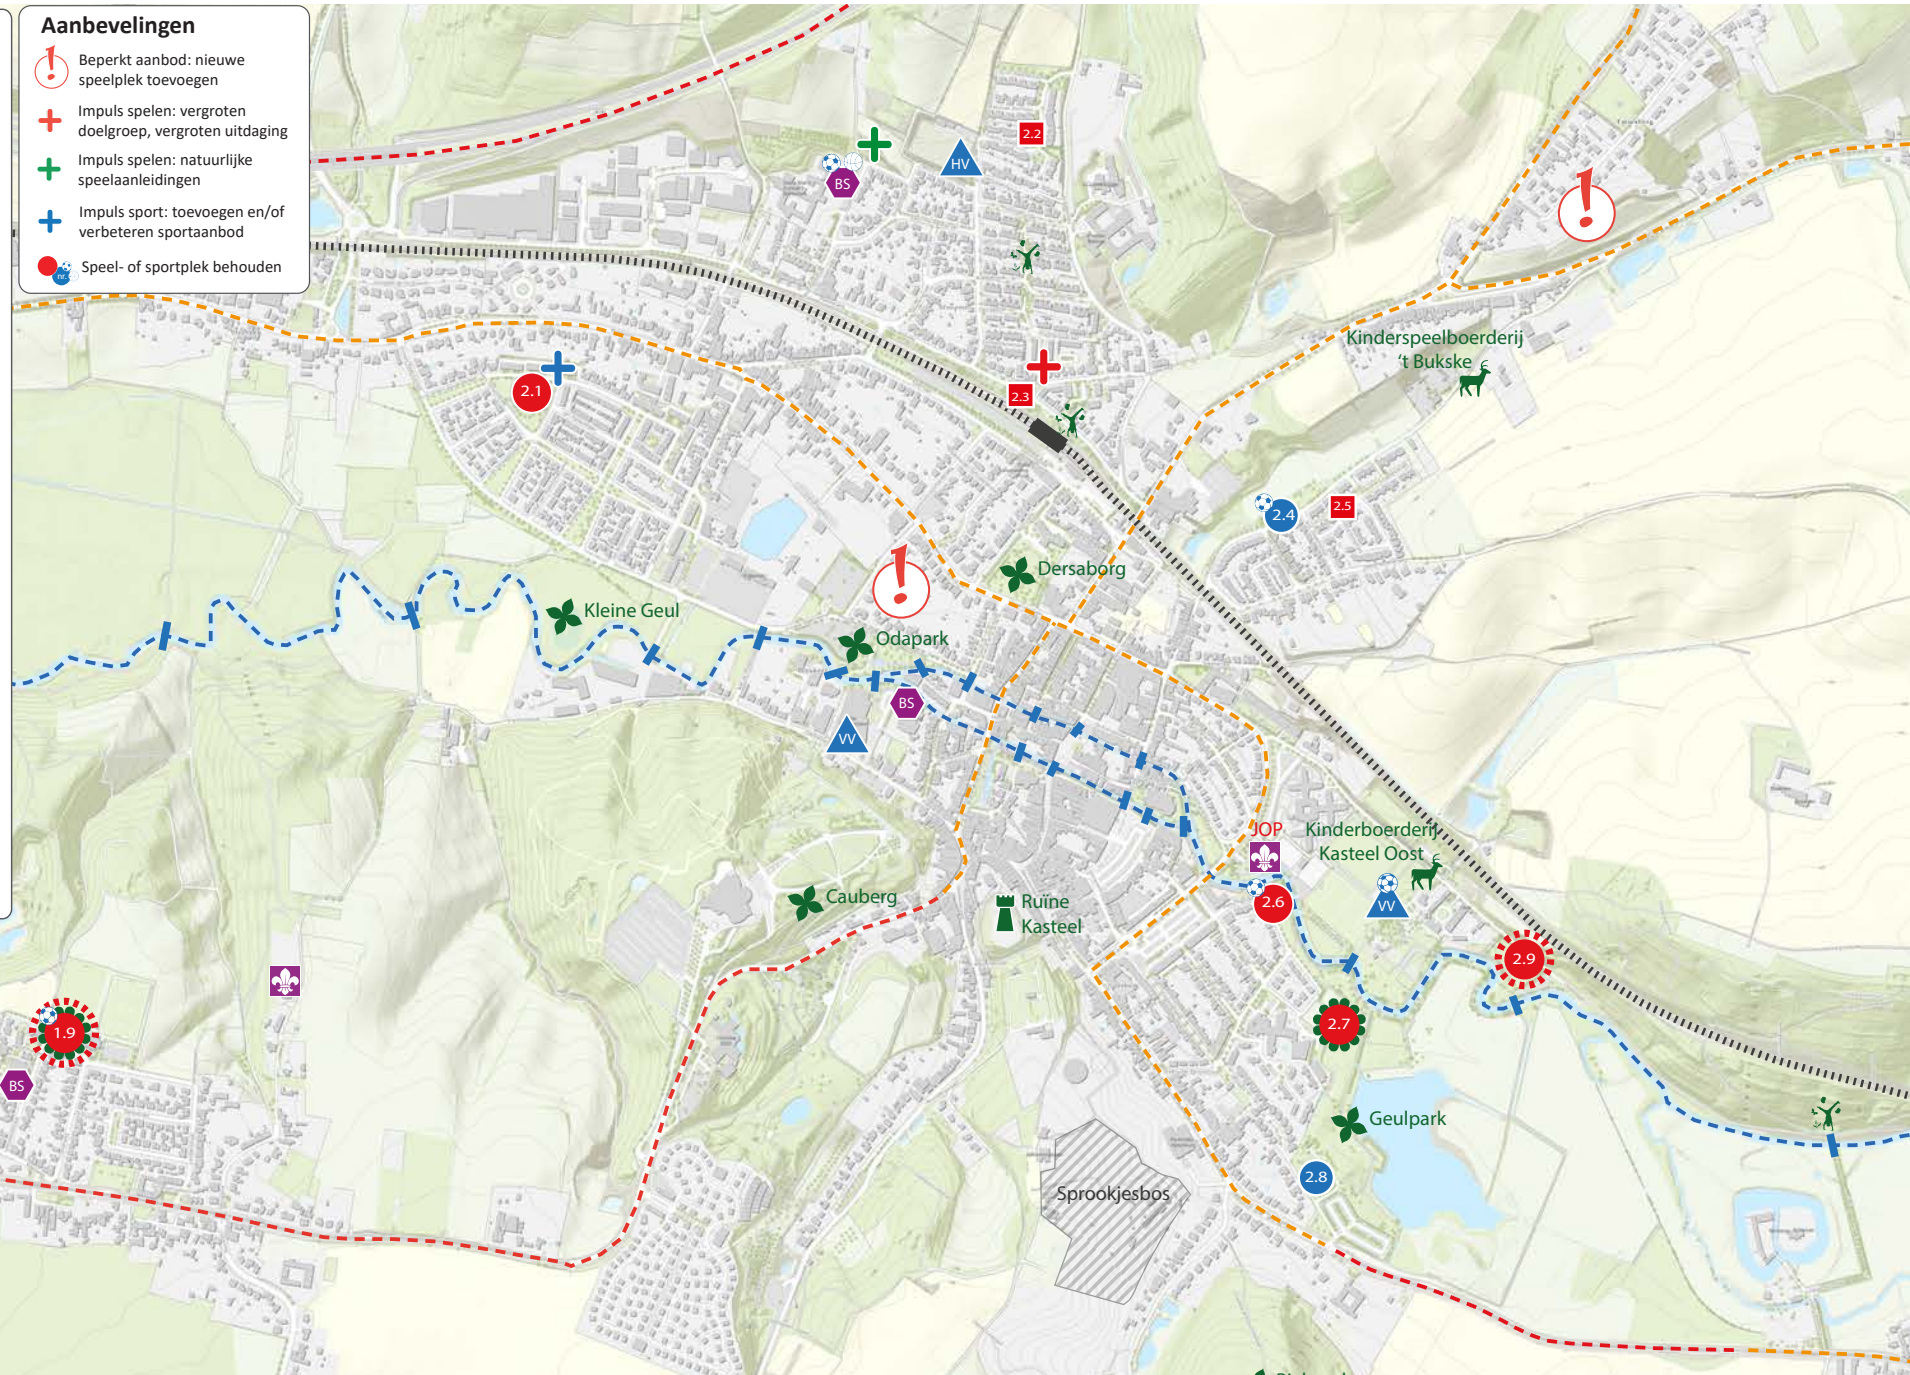 Aanbevelingen
Beperkt aanbod: nieuwe
speelplek toevoegen
Impuls spelen: vergroten
doelgroep, vergroten uitdaging
Impuls spelen: natuurlijke
speelaanleidingen
Impuls sport: toevoegen en/of
verbeteren sportaanbod
nr.
Speel- of sportplek behouden
2.2
HV
BS
Kinderspeelboerderij
't Bukske
2.1
2.3
2.4
2.5
Dersaborg
Kleine Geul
Odapark
BS
VV
JOP
Kinderboerderij
Kasteel Oost
Cauberg
Ruïne
Kasteel
2.6
VV
2.9
1.9
2.7
BS
Geulpark
2.8
Sprookjesbos